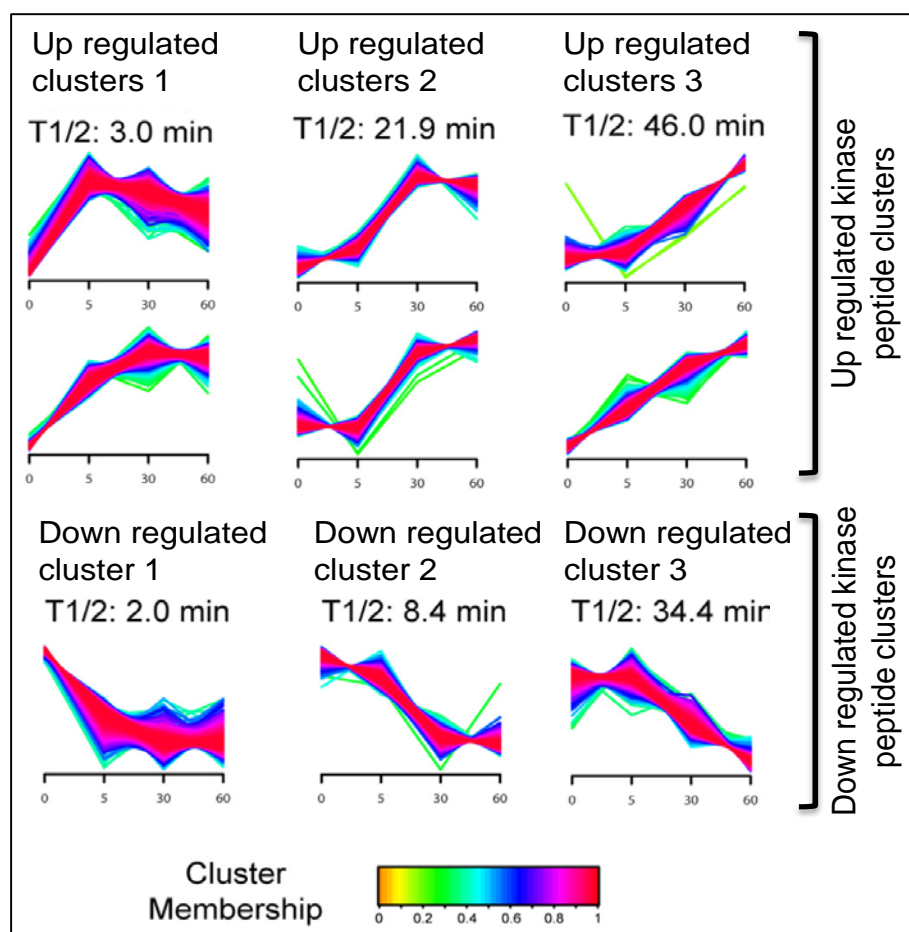 Up regulated
clusters 1
Up regulated
clusters 2
Up regulated
clusters 3
T1/2: 3.0 min
T1/2: 21.9 min
T1/2: 46.0 min
0 5 30 60
0 5 30 60
0 5 30 60
0 5 30 60
0 5 30 60
0 5 30 60
Up regulated kinase
peptide clusters
Down regulated
cluster 1
Down regulated
cluster 2
Down regulated
cluster 3
T1/2: 2.0 min
T1/2: 8.4 min
T1/2: 34.4 min
0 5 30 60
0 5 30 60
0 5 30 60
Down regulated kinase
peptide clusters
Cluster
Membership
0 0.2 0.4 0.6 0.8 1